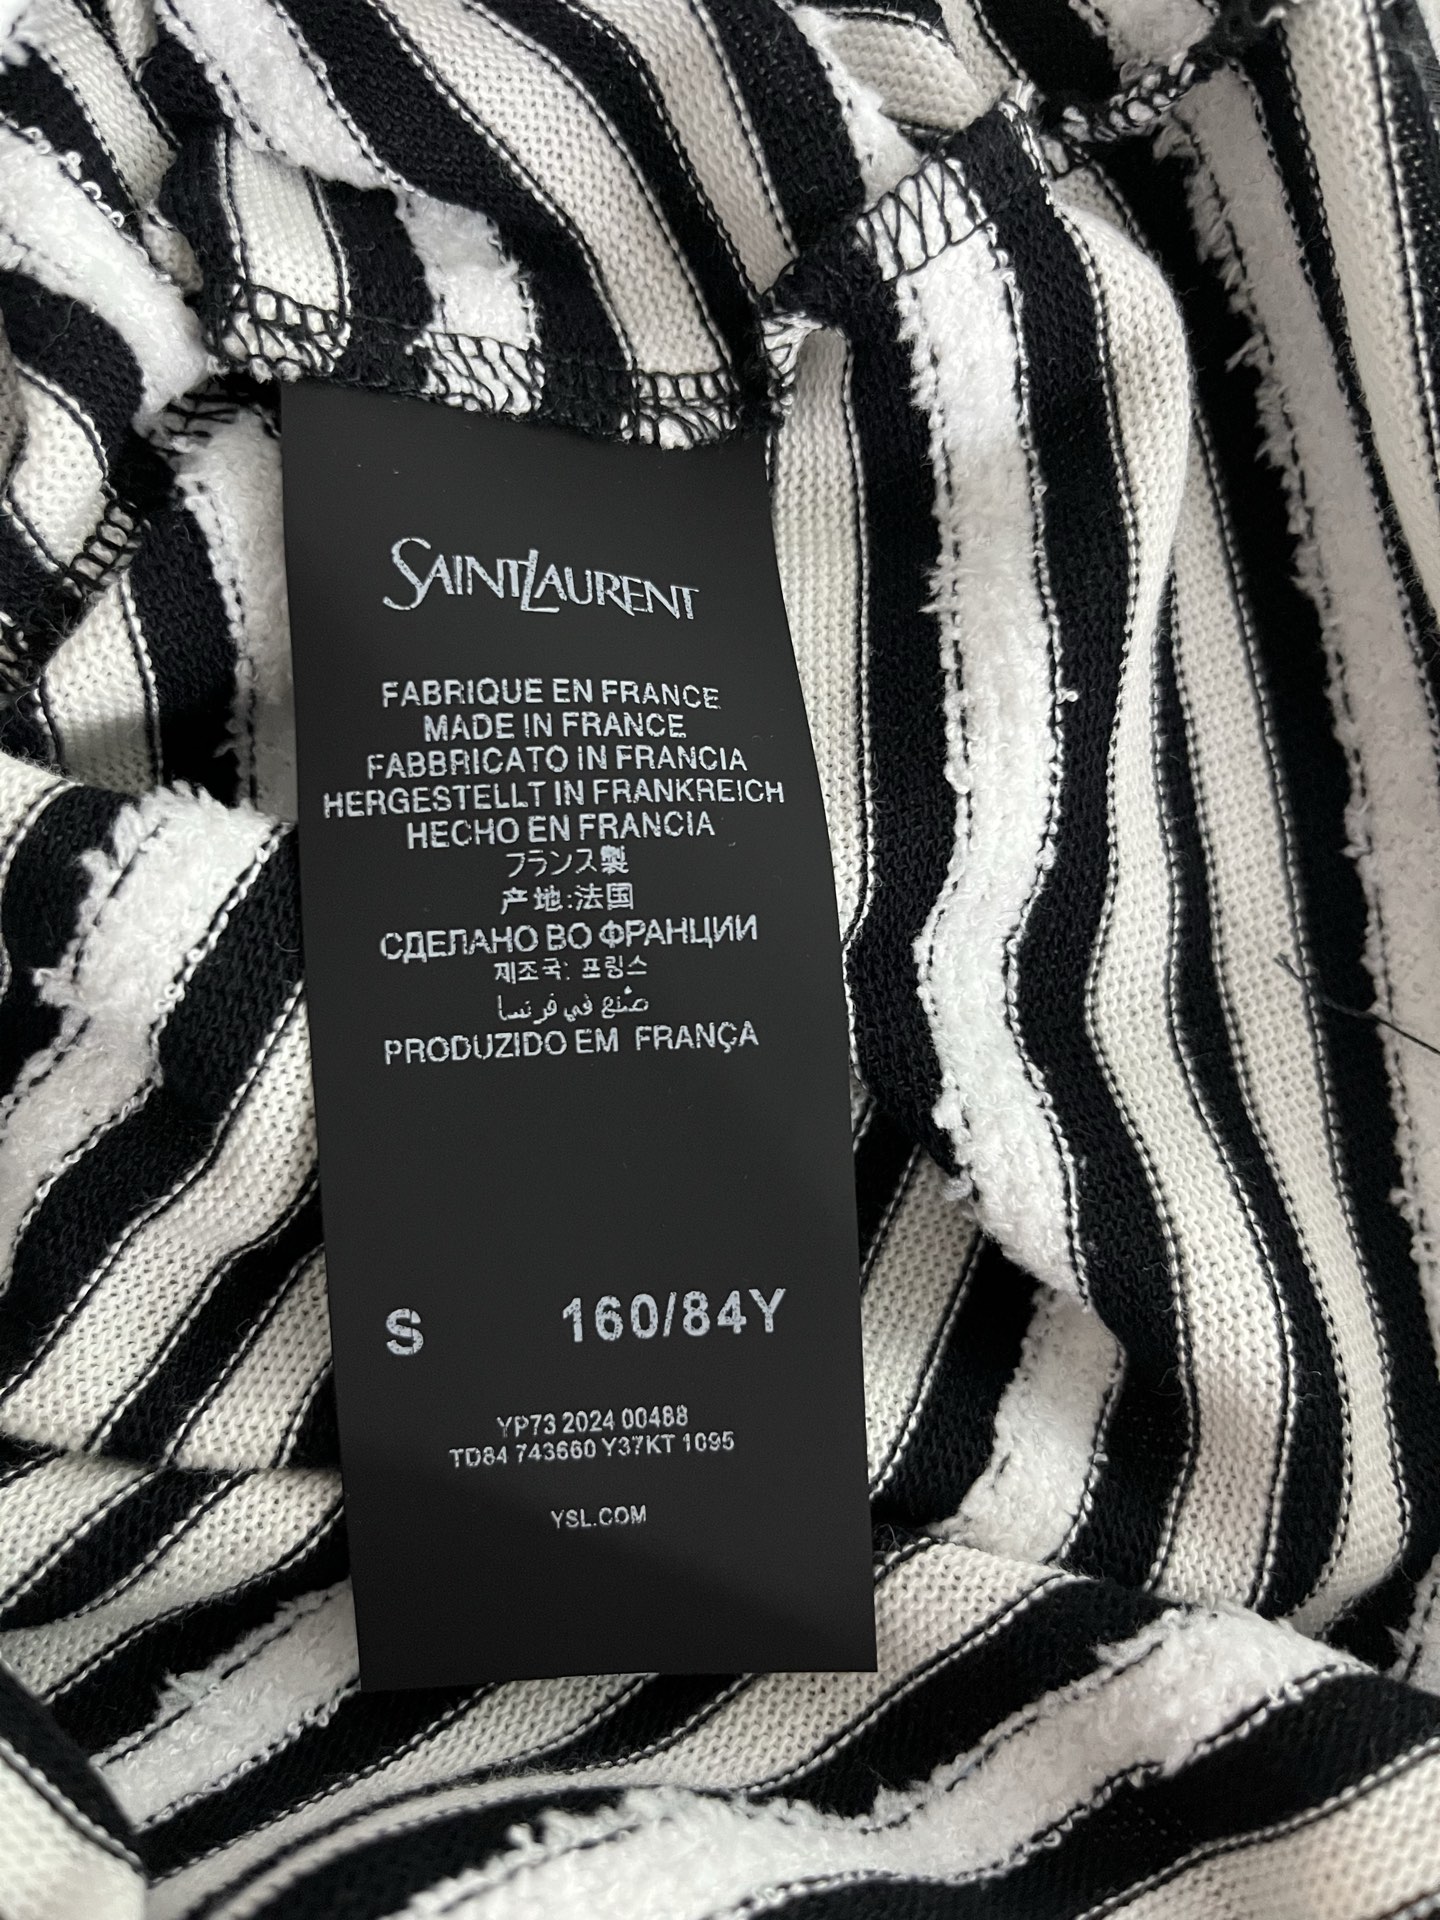 SAINT LAURENT
FABRIQUE EN FRANCE
MADE IN FRANCE
FABBRICATO IN FRANCIA
HERGESTELLT IN FRANKREICH
HECHO EN FRANCIA
フランス製
产地:法国
СДЕЛАНО ВО ФРАНЦИИ
제조국: 프링스
صنع في فرنسا
PRODUZIDO EM FRANÇA
S 160/84Y
YP73 2024 00488
TD84 743660 Y37KT 1095
YSL.COM